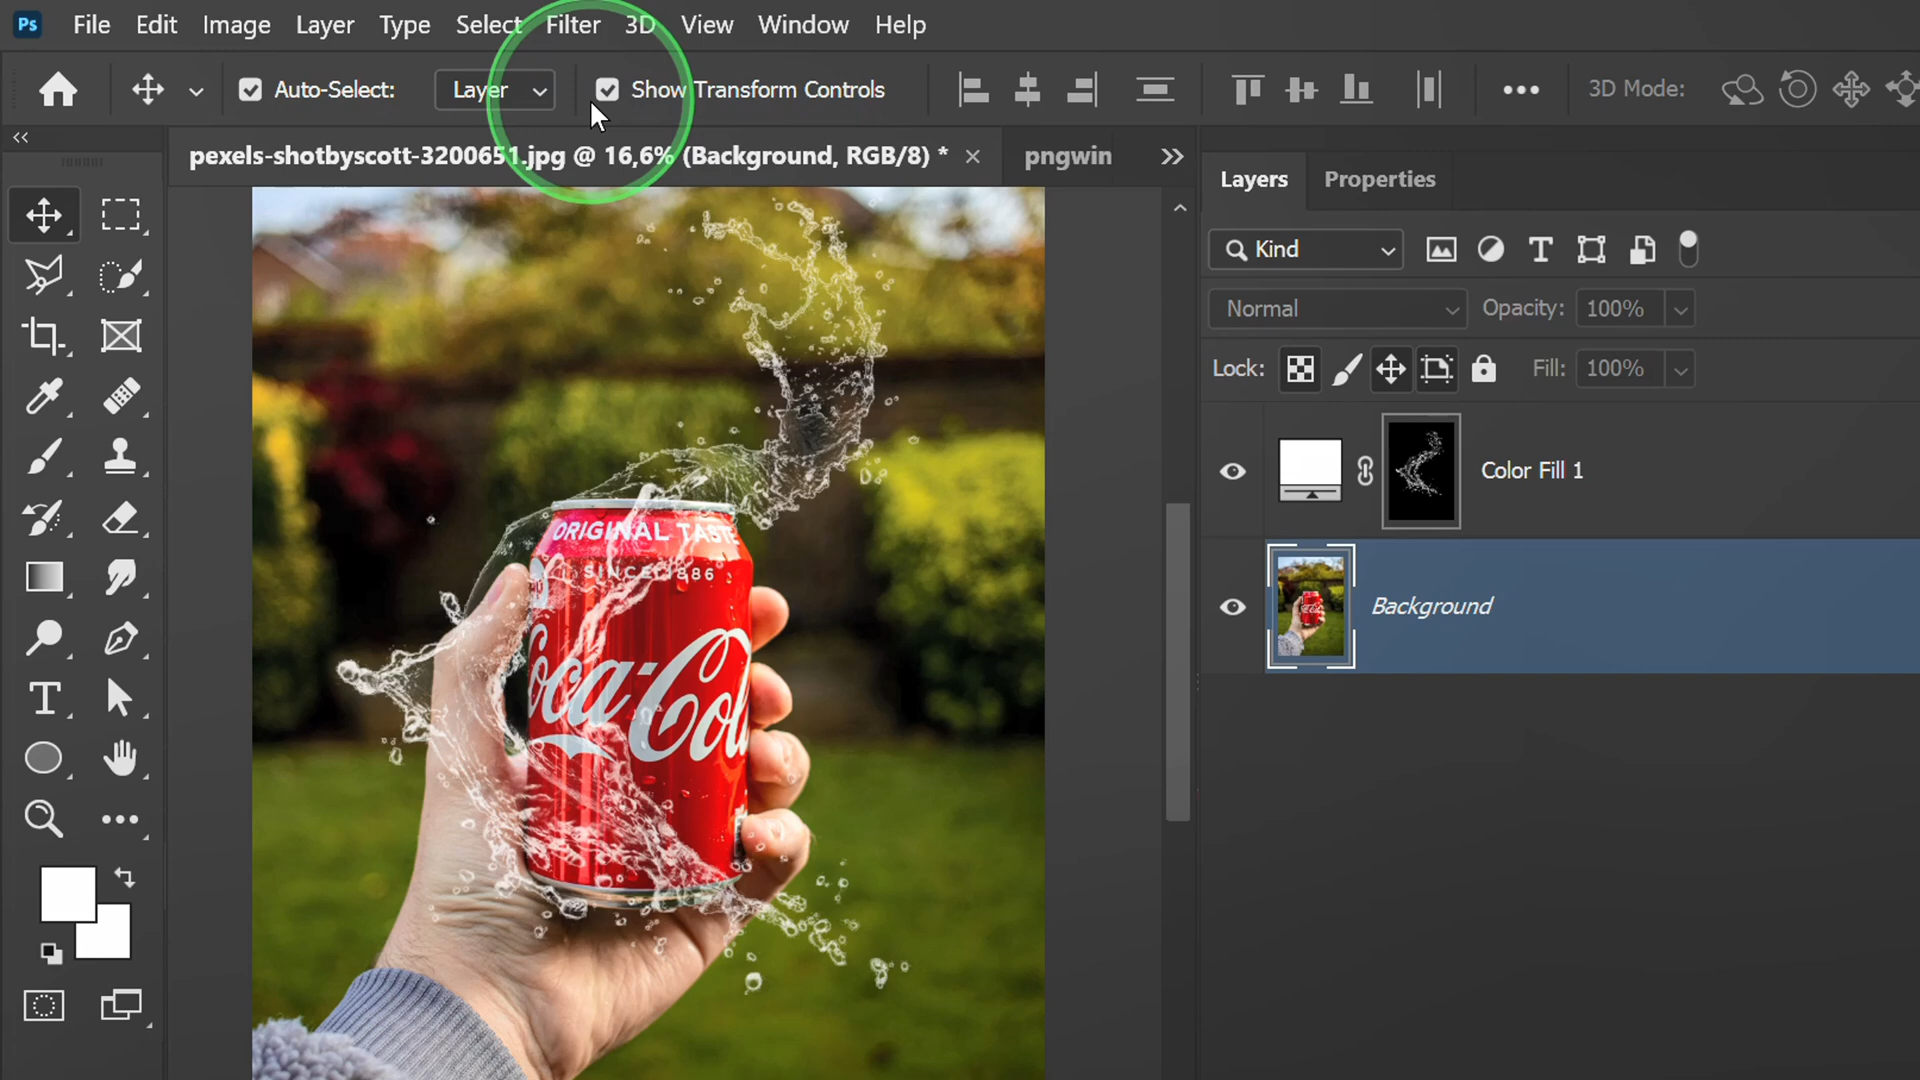 Ps File Edit Image Layer Type Select Filter 3D View Window Help
Auto-Select: Layer Show Transform Controls 3D Mode:
pexels-shotbyscott-3200651.jpg @ 16,6% (Background, RGB/8) * × pngwin
Layers Properties
Kind
Normal Opacity: 100%
Lock: Fill: 100%
Color Fill 1
Background
ORIGINAL TASTE
SINCE 1886
Coca-Cola